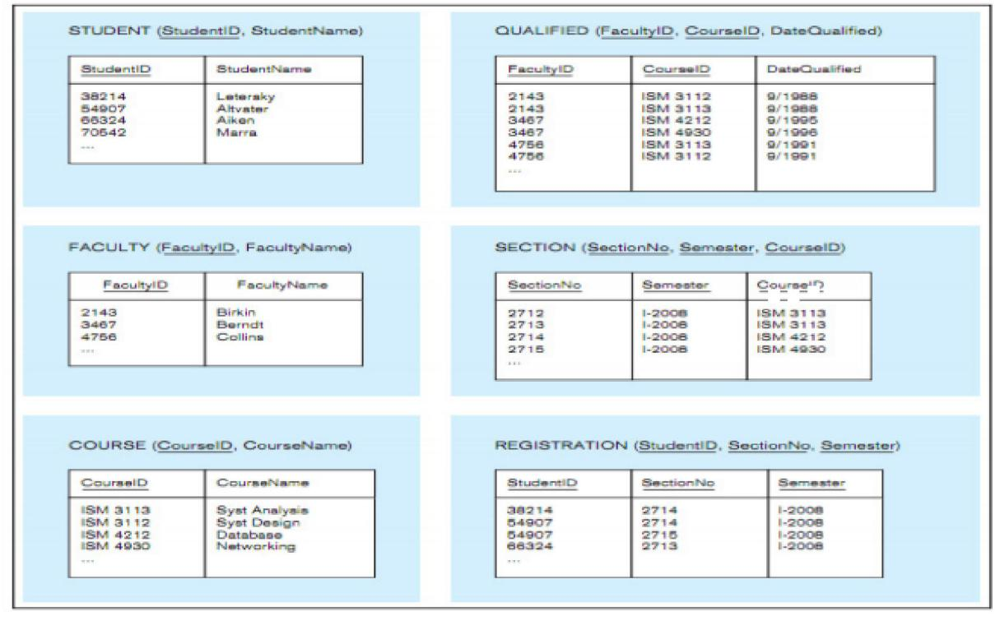 STUDENT (StudentID, StudentName)
StudentID StudentName
38214 Letersky
54907 Altvater
66324 Aiken
70542 Marra
...
QUALIFIED (FacultyID, CourseID, DateQualified)
FacultyID CourseID DateQualified
2143 ISM 3112 9/1988
2143 ISM 3113 9/1988
3467 ISM 4212 9/1995
3467 ISM 4930 9/1996
4756 ISM 3113 9/1991
4756 ISM 3112 9/1991
...
FACULTY (FacultyID, FacultyName)
FacultyID FacultyName
2143 Birkin
3467 Berndt
4756 Collins
...
SECTION (SectionNo, Semester, CourseID)
SectionNo Semester CourseID
2712 I-2008 ISM 3113
2713 I-2008 ISM 3113
2714 I-2008 ISM 4212
2715 I-2008 ISM 4930
...
COURSE (CourseID, CourseName)
CourseID CourseName
ISM 3113 Syst Analysis
ISM 3112 Syst Design
ISM 4212 Database
ISM 4930 Networking
...
REGISTRATION (StudentID, SectionNo, Semester)
StudentID SectionNo Semester
38214 2714 I-2008
54907 2714 I-2008
54907 2715 I-2008
66324 2713 I-2008
...